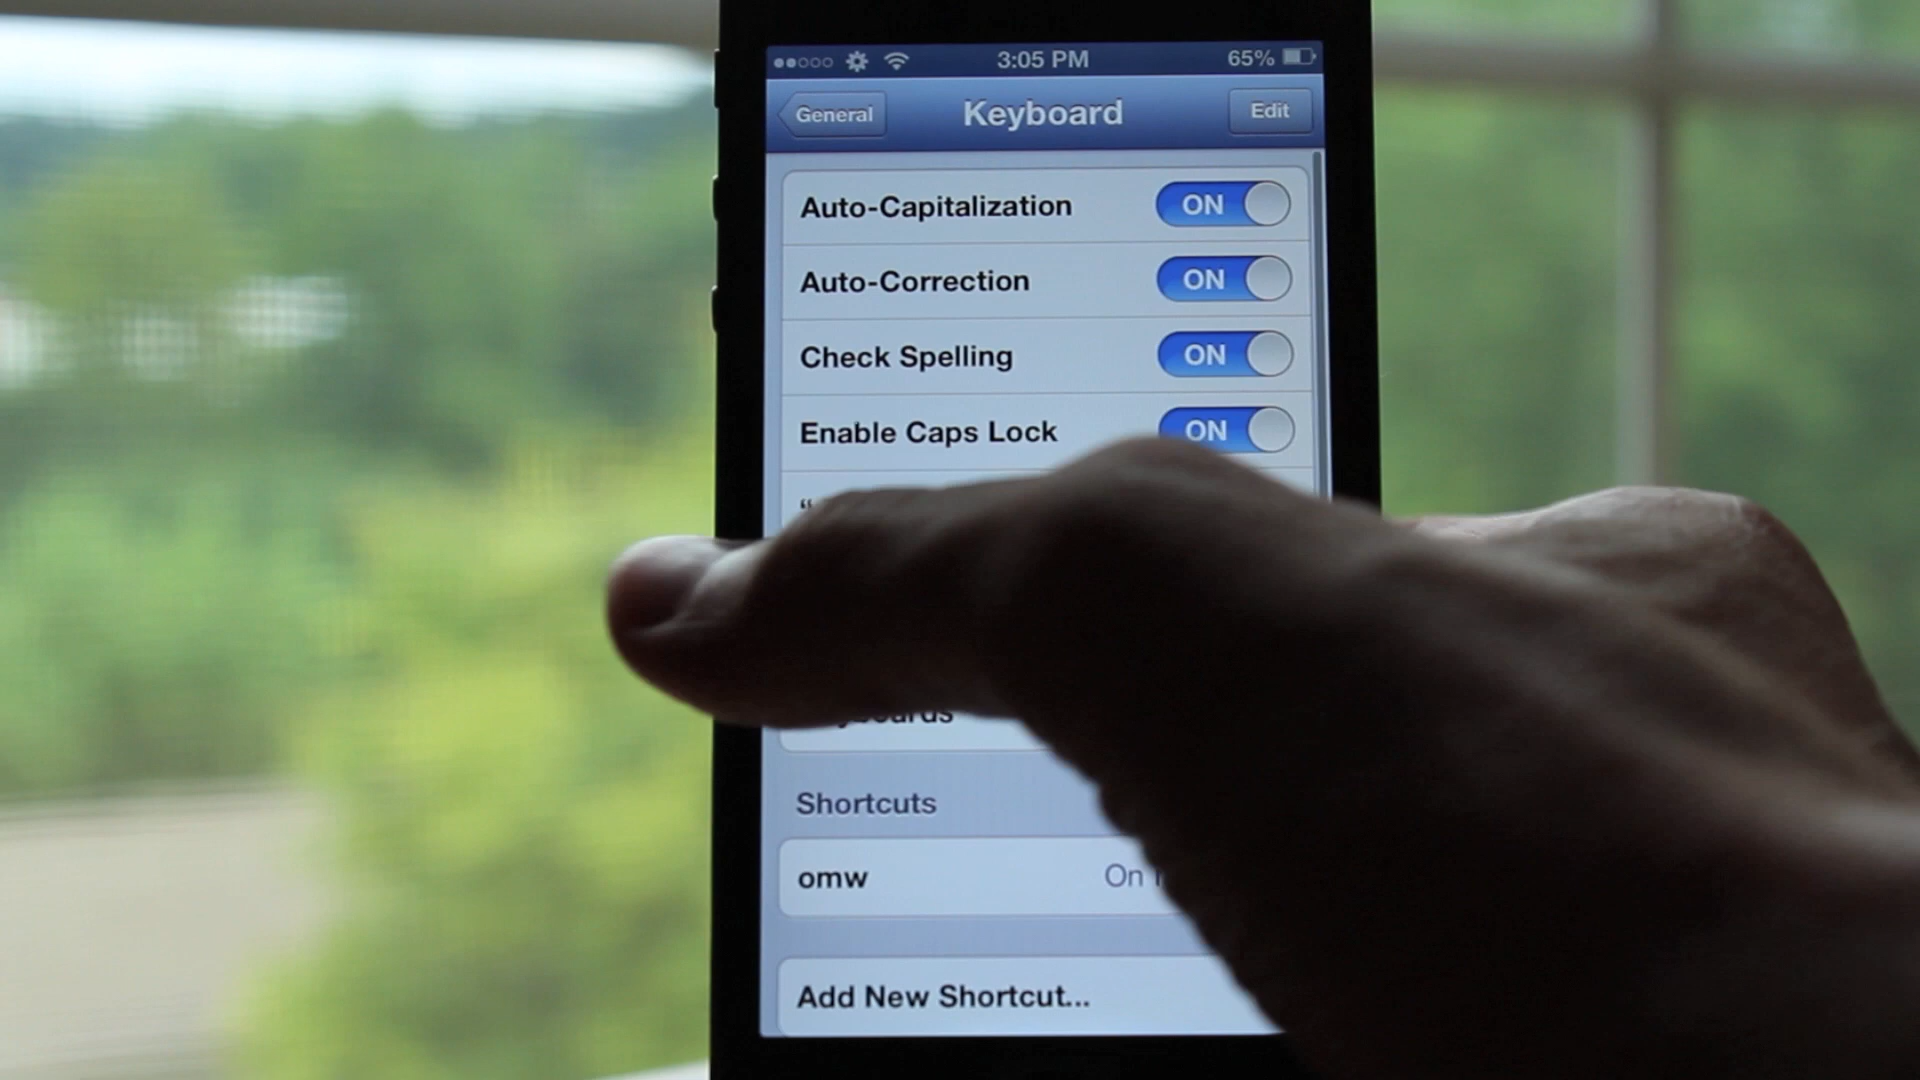 3:05 PM 65%
General Keyboard Edit
Auto-Capitalization ON
Auto-Correction ON
Check Spelling ON
Enable Caps Lock ON
Shortcuts
omw On
Add New Shortcut...